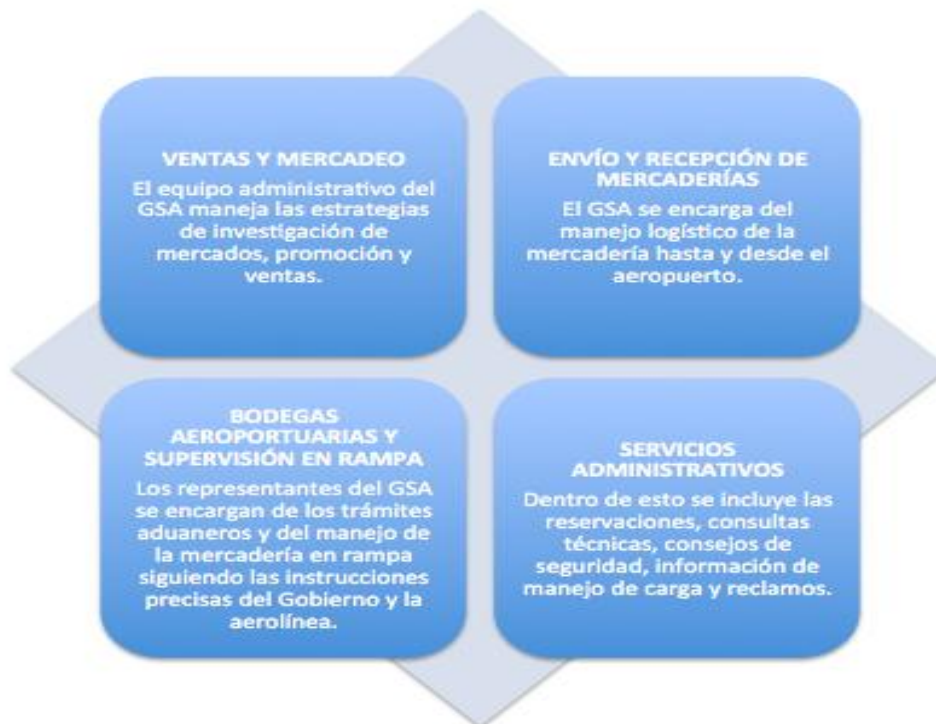 VENTAS Y MERCADEO
El equipo administrativo del
GSA maneja las estrategias
de investigación de
mercados, promoción y
ventas.
ENVÍO Y RECEPCIÓN DE
MERCADERÍAS
El GSA se encarga del
manejo logístico de la
mercadería hasta y desde el
aeropuerto.
BODEGAS
AEROPORTUARIAS Y
SUPERVISIÓN EN RAMPA
Los representantes del GSA
se encargan de los trámites
aduaneros y del manejo de
la mercadería en rampa
siguiendo las instrucciones
precisas del Gobierno y la
aerolínea.
SERVICIOS
ADMINISTRATIVOS
Dentro de esto se incluye las
reservaciones, consultas
técnicas, consejos de
seguridad, información de
manejo de carga y reclamos.